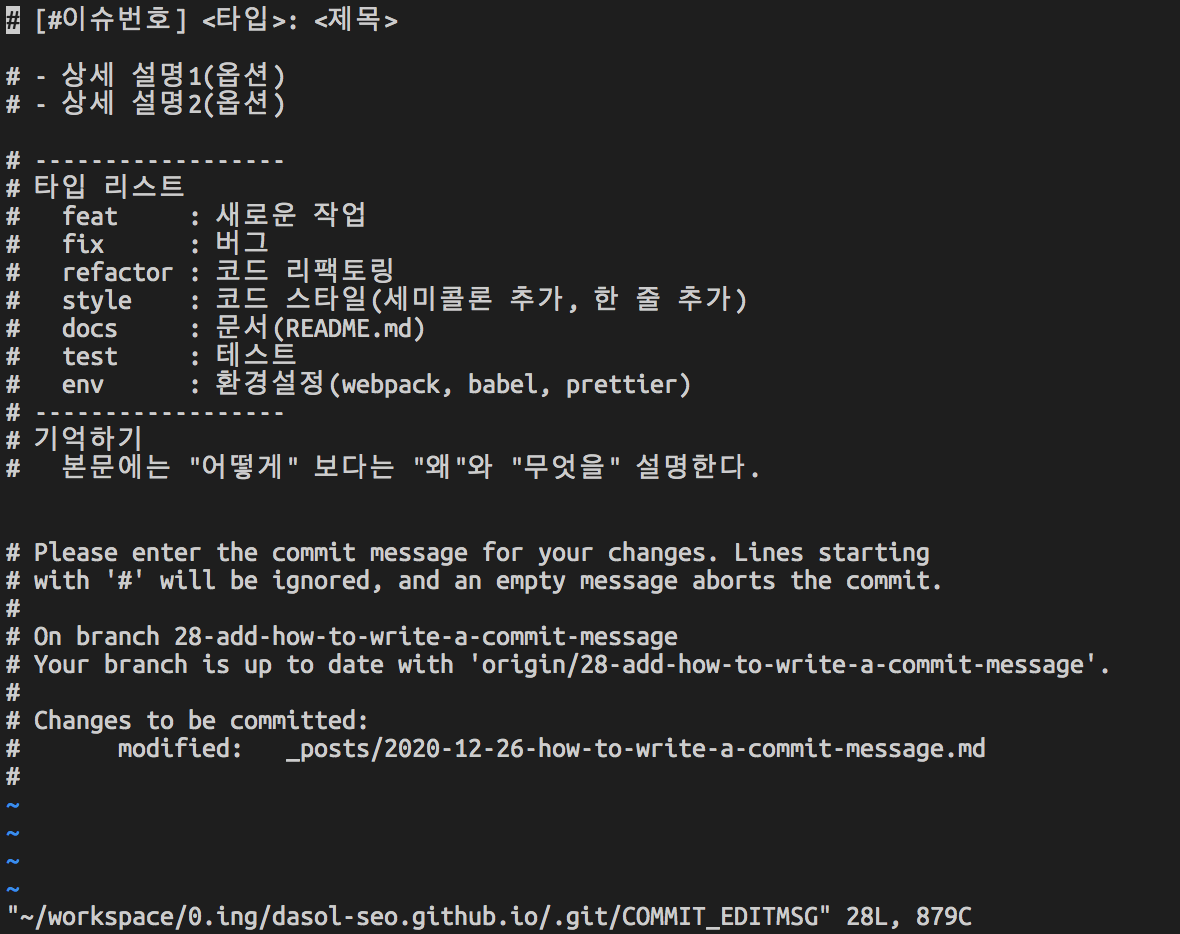 # [#이슈번호] <타입>: <제목>

# - 상세 설명1(옵션)
# - 상세 설명2(옵션)

# ------------------
# 타입 리스트
#   feat     : 새로운 작업
#   fix      : 버그
#   refactor : 코드 리팩토링
#   style    : 코드 스타일(세미콜론 추가, 한 줄 추가)
#   docs     : 문서(README.md)
#   test     : 테스트
#   env      : 환경설정(webpack, babel, prettier)
# ------------------
# 기억하기
#   본문에는 "어떻게" 보다는 "왜"와 "무엇을" 설명한다.

# Please enter the commit message for your changes. Lines starting
# with '#' will be ignored, and an empty message aborts the commit.
#
# On branch 28-add-how-to-write-a-commit-message
# Your branch is up to date with 'origin/28-add-how-to-write-a-commit-message'.
#
# Changes to be committed:
#       modified:   _posts/2020-12-26-how-to-write-a-commit-message.md
#
~
~
~
~
"~/workspace/0.ing/dasol-seo.github.io/.git/COMMIT_EDITMSG" 28L, 879C